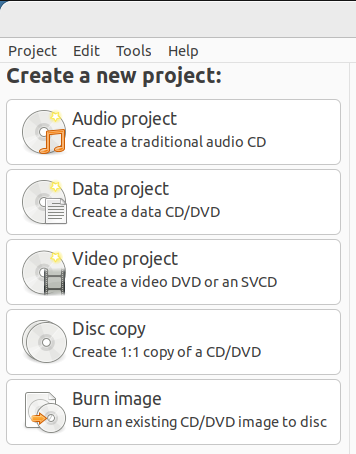 Project Edit Tools Help
Create a new project:
Audio project
Create a traditional audio CD
Data project
Create a data CD/DVD
Video project
Create a video DVD or an SVCD
Disc copy
Create 1:1 copy of a CD/DVD
Burn image
Burn an existing CD/DVD image to disc